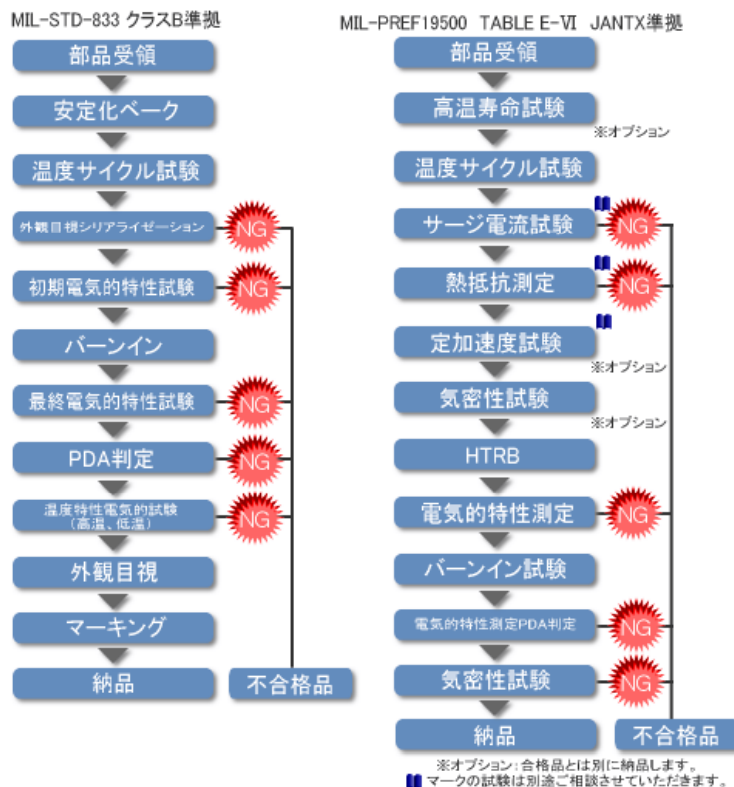 MIL-STD-833 クラスB準拠
部品受領
安定化ベーク
温度サイクル試験
外観目視シリアライゼーション
NG
初期電気的特性試験
NG
バーンイン
最終電気的特性試験
NG
PDA判定
NG
温度特性電気的試験
(高温、低温)
NG
外観目視
マーキング
納品
不合格品
MIL-PREF19500 TABLE E-Ⅵ JANTX準拠
部品受領
高温寿命試験
※オプション
温度サイクル試験
サージ電流試験
NG
熱抵抗測定
NG
定加速度試験
※オプション
気密性試験
※オプション
HTRB
電気的特性測定
NG
バーンイン試験
電気的特性測定PDA判定
NG
気密性試験
NG
納品
不合格品
※オプション:合格品とは別に納品します。
マークの試験は別途ご相談させていただきます。